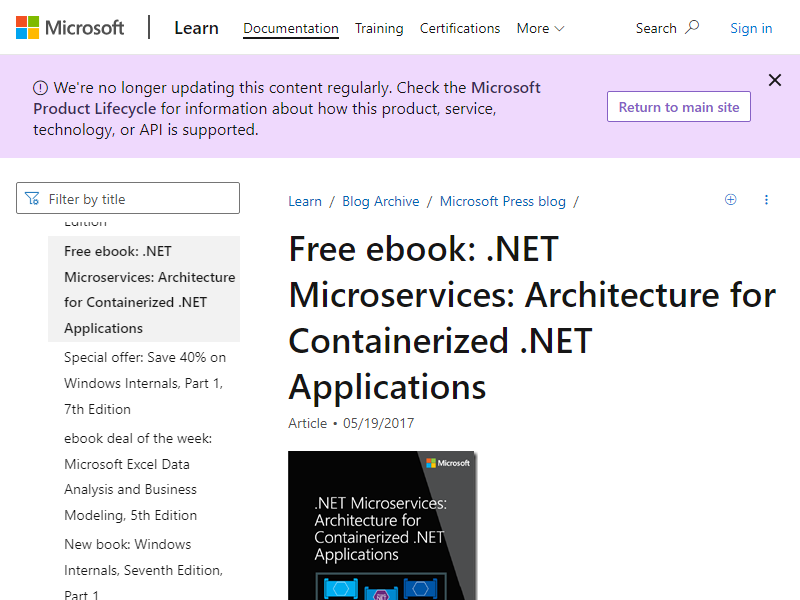 Microsoft
Learn
Documentation
Training
Certifications
More
Search
Sign in
We're no longer updating this content regularly. Check the Microsoft
Product Lifecycle for information about how this product, service,
technology, or API is supported.
Return to main site
Filter by title
Edition
Free ebook: .NET
Microservices: Architecture
for Containerized .NET
Applications
Special offer: Save 40% on
Windows Internals, Part 1,
7th Edition
ebook deal of the week:
Microsoft Excel Data
Analysis and Business
Modeling, 5th Edition
New book: Windows
Internals, Seventh Edition,
Part 1
Learn / Blog Archive / Microsoft Press blog /
Free ebook: .NET
Microservices: Architecture for
Containerized .NET
Applications
Article • 05/19/2017
Microsoft
.NET Microservices:
Architecture for
Containerized .NET
Applications